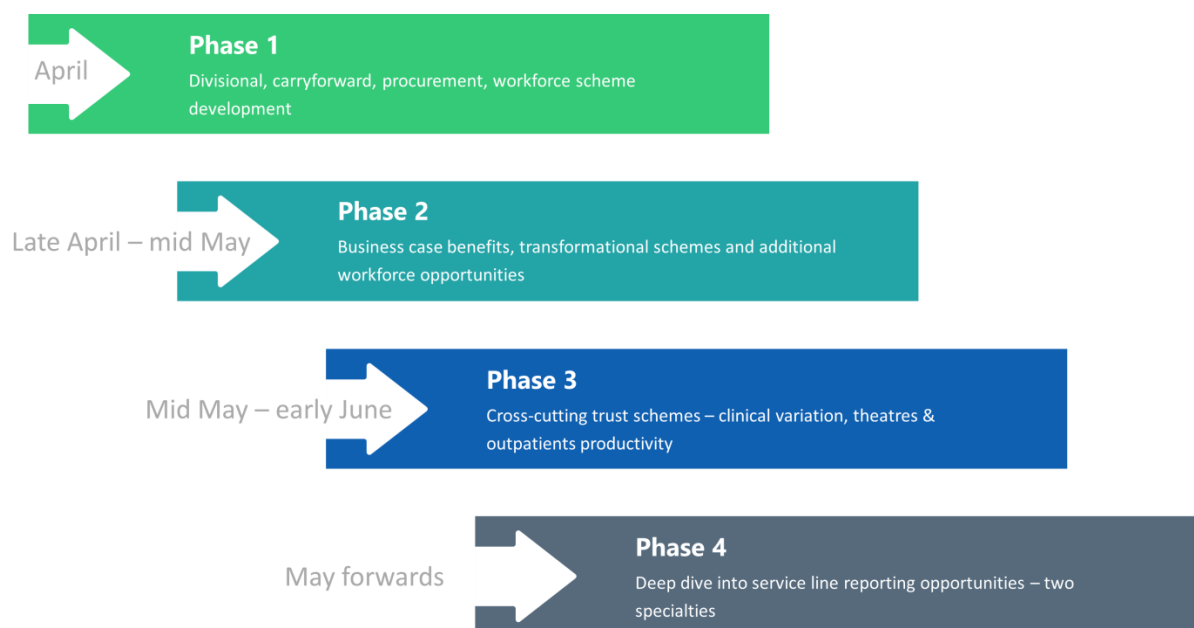 April
Phase 1
Divisional, carryforward, procurement, workforce scheme
development
Late April – mid May
Phase 2
Business case benefits, transformational schemes and additional
workforce opportunities
Mid May – early June
Phase 3
Cross-cutting trust schemes – clinical variation, theatres &
outpatients productivity
May forwards
Phase 4
Deep dive into service line reporting opportunities – two
specialties